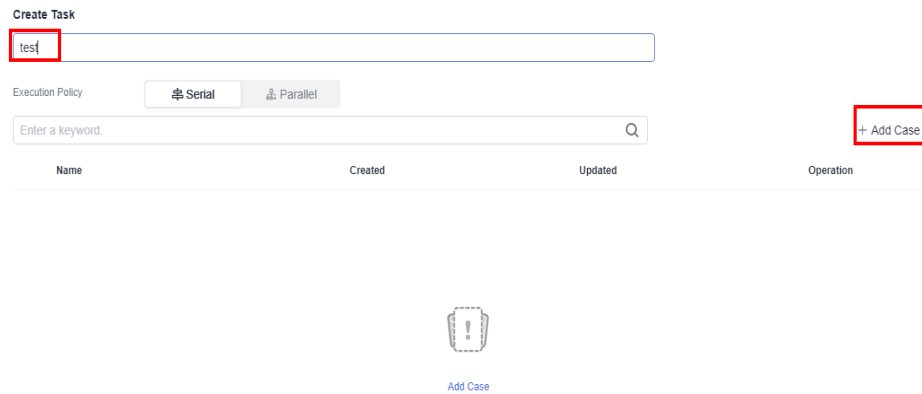 Create Task
test
Execution Policy Serial Parallel
Enter a keyword. + Add Case
Name Created Updated Operation
Add Case